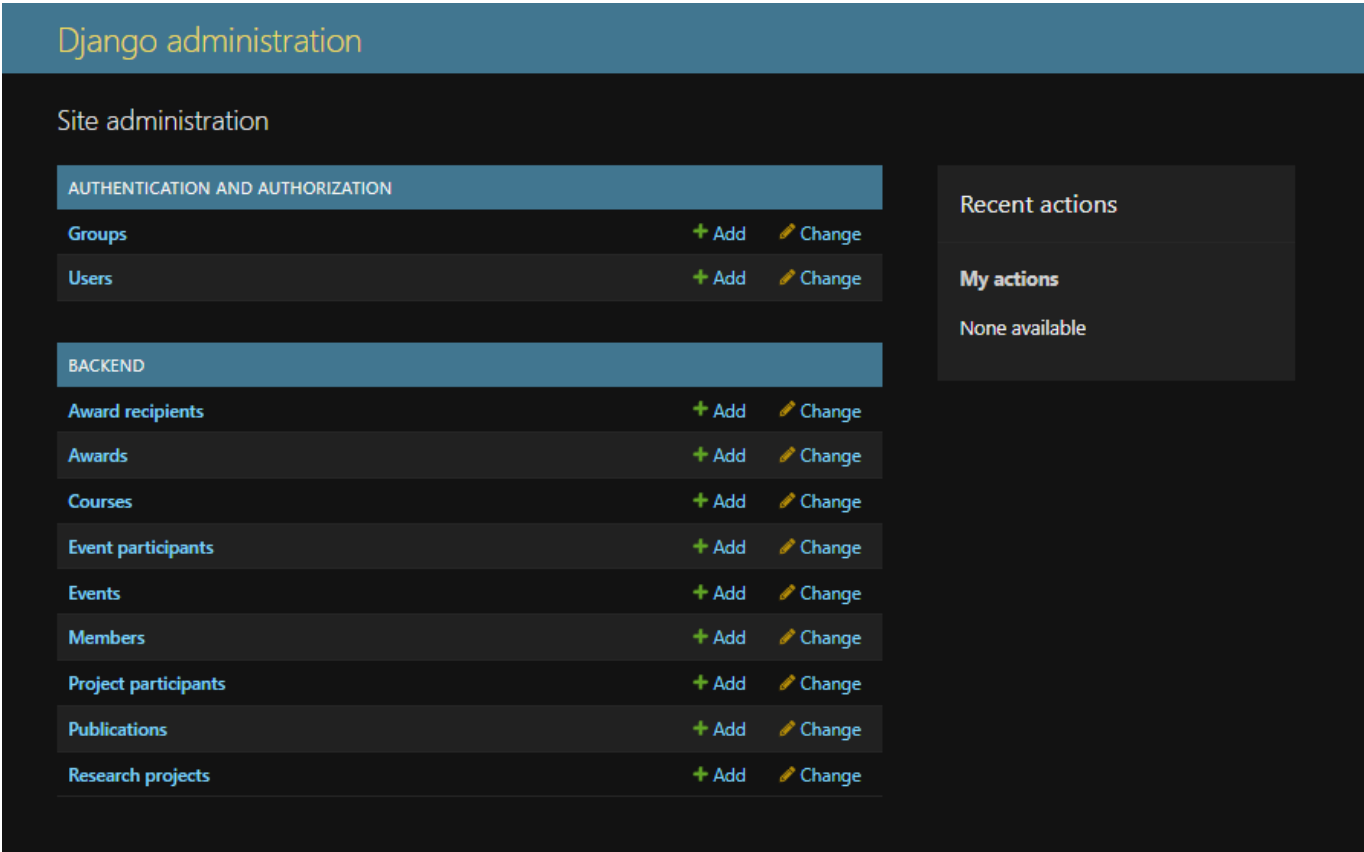 Django administration
Site administration
AUTHENTICATION AND AUTHORIZATION
Groups Add Change
Users Add Change
BACKEND
Award recipients Add Change
Awards Add Change
Courses Add Change
Event participants Add Change
Events Add Change
Members Add Change
Project participants Add Change
Publications Add Change
Research projects Add Change
Recent actions
My actions
None available